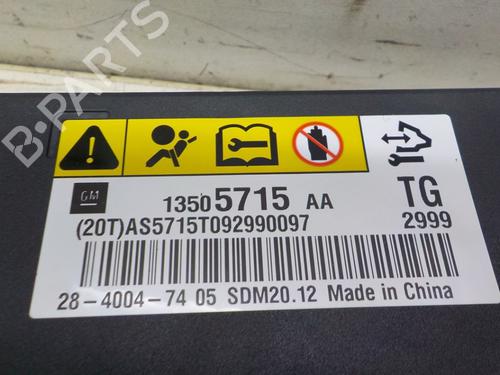 B-PARTS
GM 13505715 AA TG
(20T)AS5715T092990097 2999
28-4004-74 05 SDM20.12 Made in China